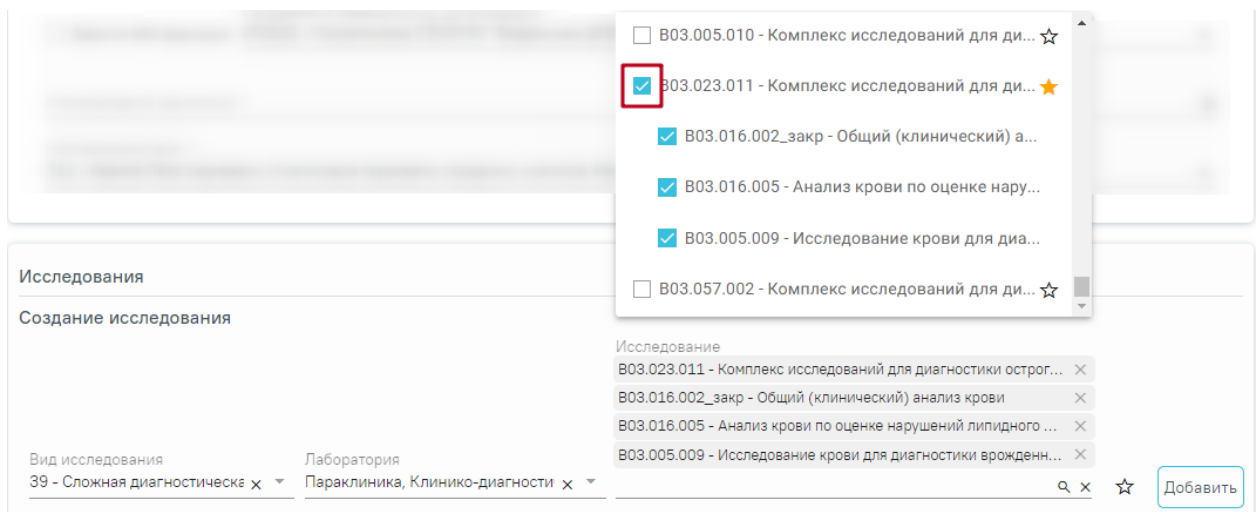 B03.005.010 - Комплекс исследований для ди...
B03.023.011 - Комплекс исследований для ди...
B03.016.002_закр - Общий (клинический) а...
B03.016.005 - Анализ крови по оценке нару...
B03.005.009 - Исследование крови для диа...
B03.057.002 - Комплекс исследований для ди...
Исследования
Создание исследования
Исследование
B03.023.011 - Комплекс исследований для диагностики острог...
B03.016.002_закр - Общий (клинический) анализ крови
B03.016.005 - Анализ крови по оценке нарушений липидного ...
B03.005.009 - Исследование крови для диагностики врожденн...
Вид исследования
39 - Сложная диагностическа
Лаборатория
Параклиника, Клинико-диагности
Добавить